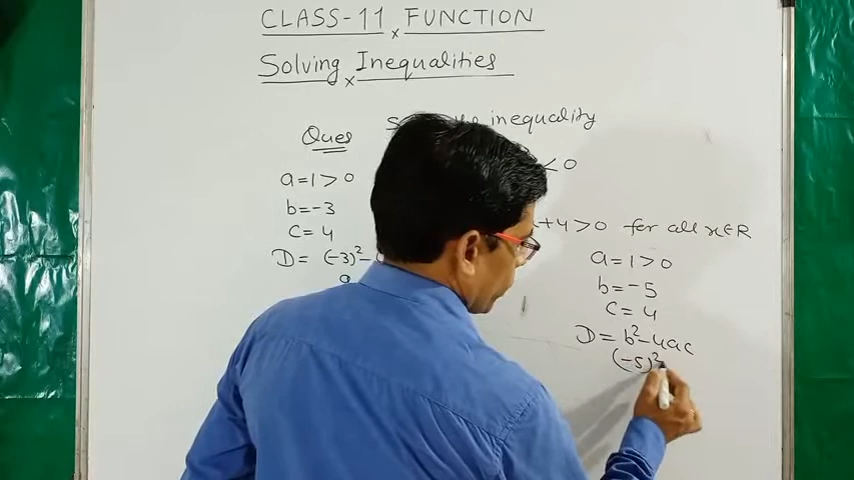 CLASS-11 FUNCTION
Solving Inequalities
Ques inequality
< 0
a=1>0
b=-3
c=4
D= (-3)²-
+4>0 for all x∈R
a=1>0
b=-5
c=4
D=b²-4ac
(-5)²